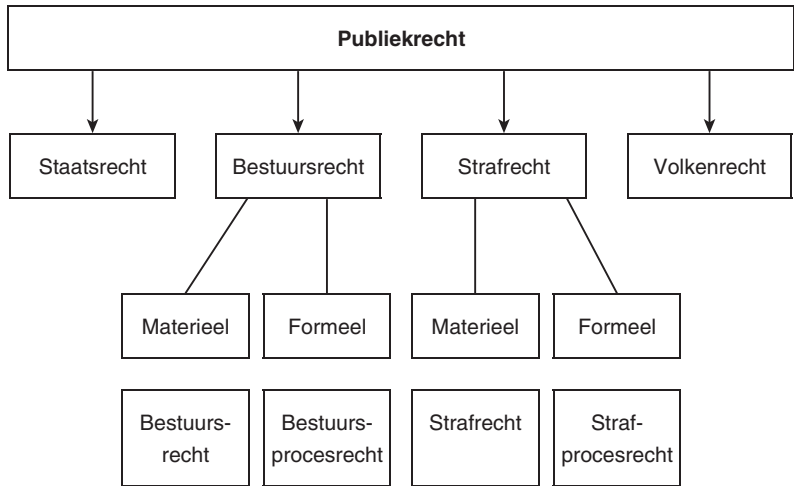 Publiekrecht
Staatsrecht
Bestuursrecht
Strafrecht
Volkenrecht
Materieel
Formeel
Materieel
Formeel
Bestuurs-
recht
Bestuurs-
procesrecht
Strafrecht
Straf-
procesrecht